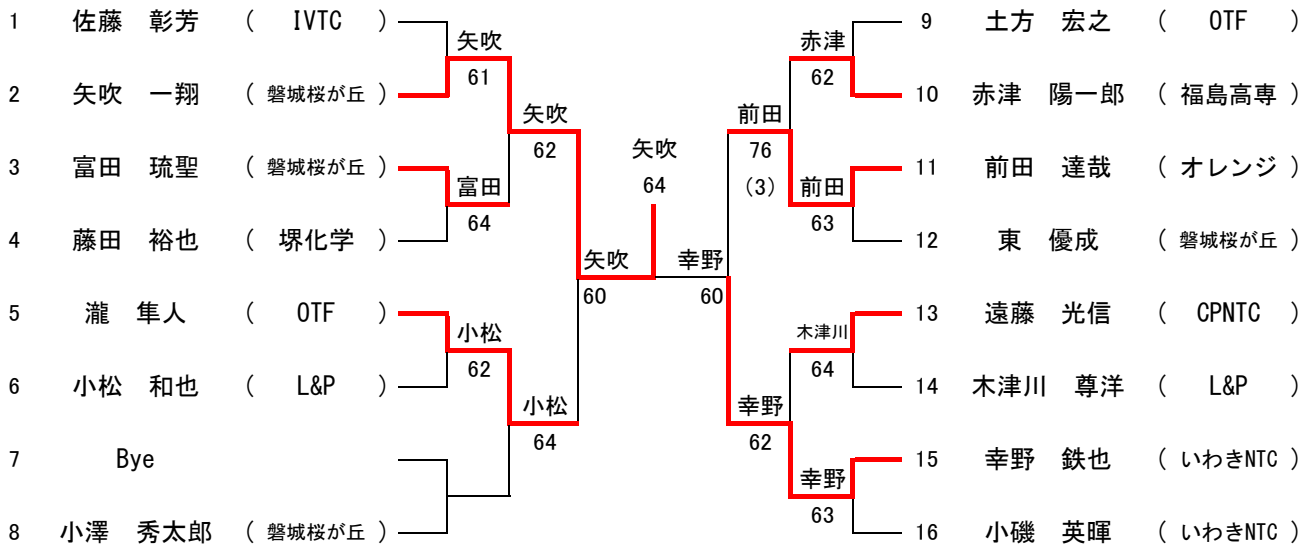 1 佐藤 彰芳 ( IVTC )
矢吹
61
2 矢吹 一翔 ( 磐城桜が丘 )
矢吹
62
3 富田 琉聖 ( 磐城桜が丘 )
富田
64
4 藤田 裕也 ( 堺化学 )
矢吹
60
5 瀧 隼人 ( OTF )
小松
62
6 小松 和也 ( L&P )
小松
64
7 Bye
8 小澤 秀太郎 ( 磐城桜が丘 )
矢吹
64
9 土方 宏之 ( OTF )
赤津
62
10 赤津 陽一郎 ( 福島高専 )
前田
76
(3)
11 前田 達哉 ( オレンジ )
前田
63
12 東 優成 ( 磐城桜が丘 )
幸野
60
13 遠藤 光信 ( CPNTC )
木津川
64
14 木津川 尊洋 ( L&P )
幸野
62
15 幸野 鉄也 ( いわきNTC )
幸野
63
16 小磯 英暉 ( いわきNTC )